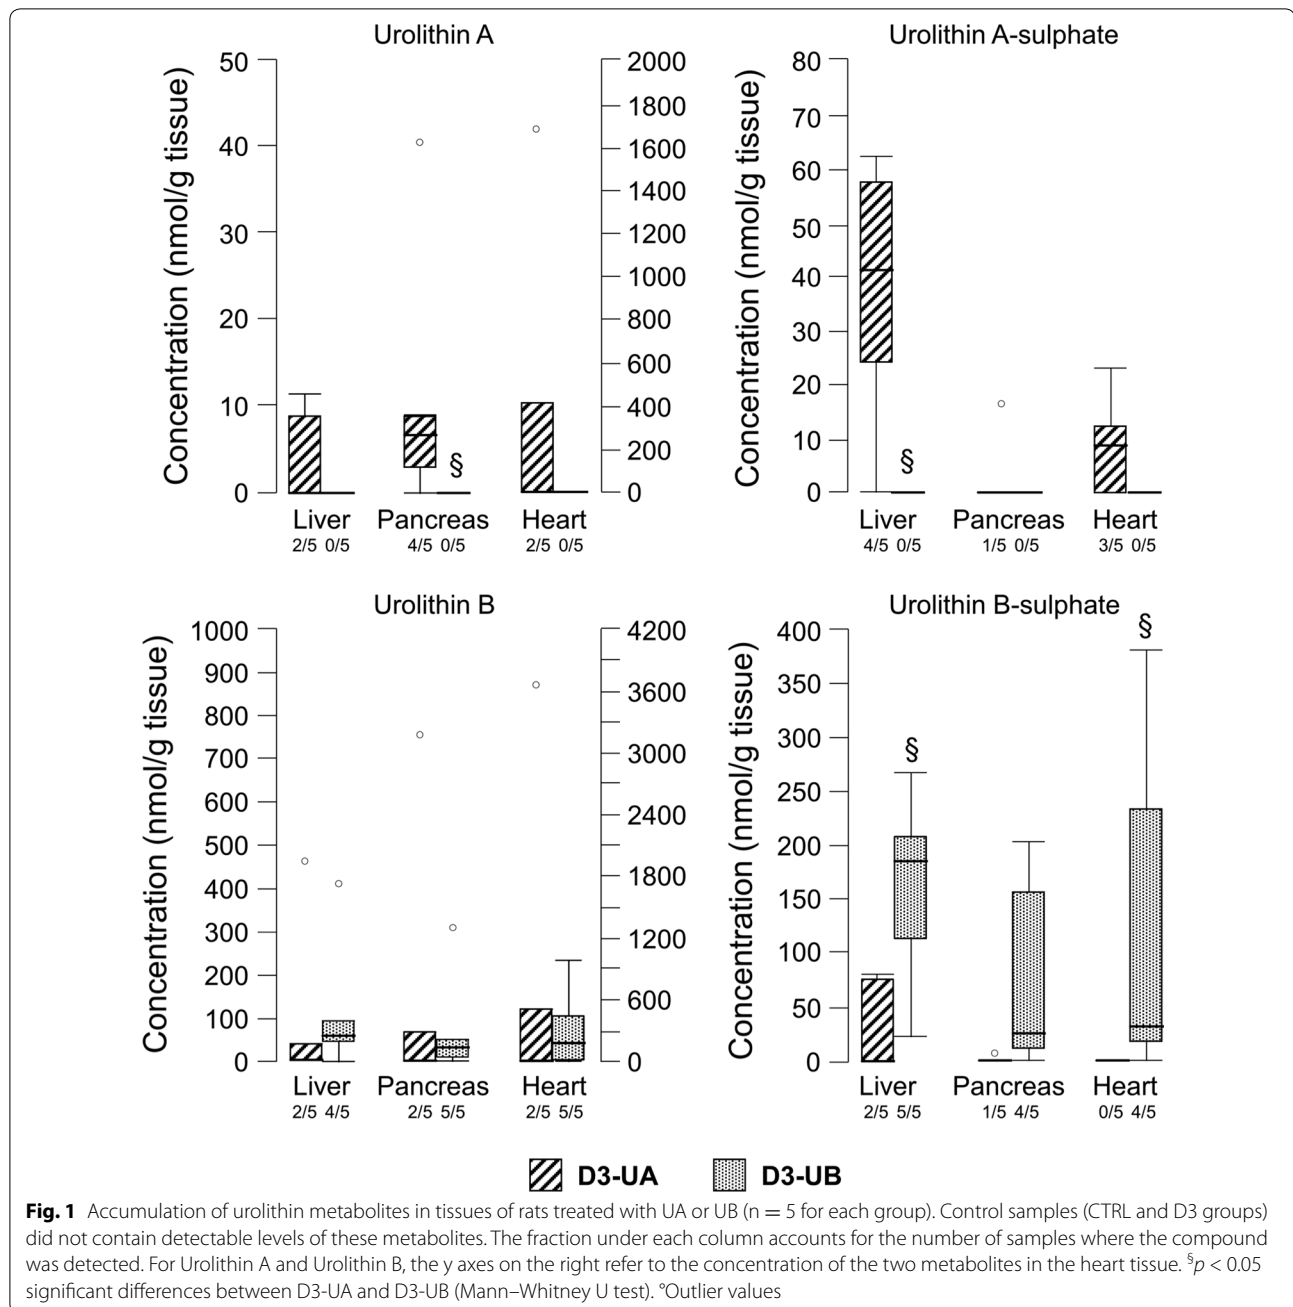 Urolithin A
Concentration (nmol/g tissue)
50
40
30
20
10
0
2000
1800
1600
1400
1200
1000
800
600
400
200
0
§
Liver Pancreas Heart
2/5 0/5 4/5 0/5 2/5 0/5
Urolithin A-sulphate
Concentration (nmol/g tissue)
80
70
60
50
40
30
20
10
0
§
Liver Pancreas Heart
4/5 0/5 1/5 0/5 3/5 0/5
Urolithin B
Concentration (nmol/g tissue)
1000
900
800
700
600
500
400
300
200
100
0
4200
3600
3000
2400
1800
1200
600
0
Liver Pancreas Heart
2/5 4/5 2/5 5/5 2/5 5/5
Urolithin B-sulphate
Concentration (nmol/g tissue)
400
350
300
250
200
150
100
50
0
§
§
Liver Pancreas Heart
2/5 5/5 1/5 4/5 0/5 4/5
D3-UA D3-UB
Fig. 1 Accumulation of urolithin metabolites in tissues of rats treated with UA or UB (n = 5 for each group). Control samples (CTRL and D3 groups)
did not contain detectable levels of these metabolites. The fraction under each column accounts for the number of samples where the compound
was detected. For Urolithin A and Urolithin B, the y axes on the right refer to the concentration of the two metabolites in the heart tissue. §p < 0.05
significant differences between D3-UA and D3-UB (Mann–Whitney U test). °Outlier values